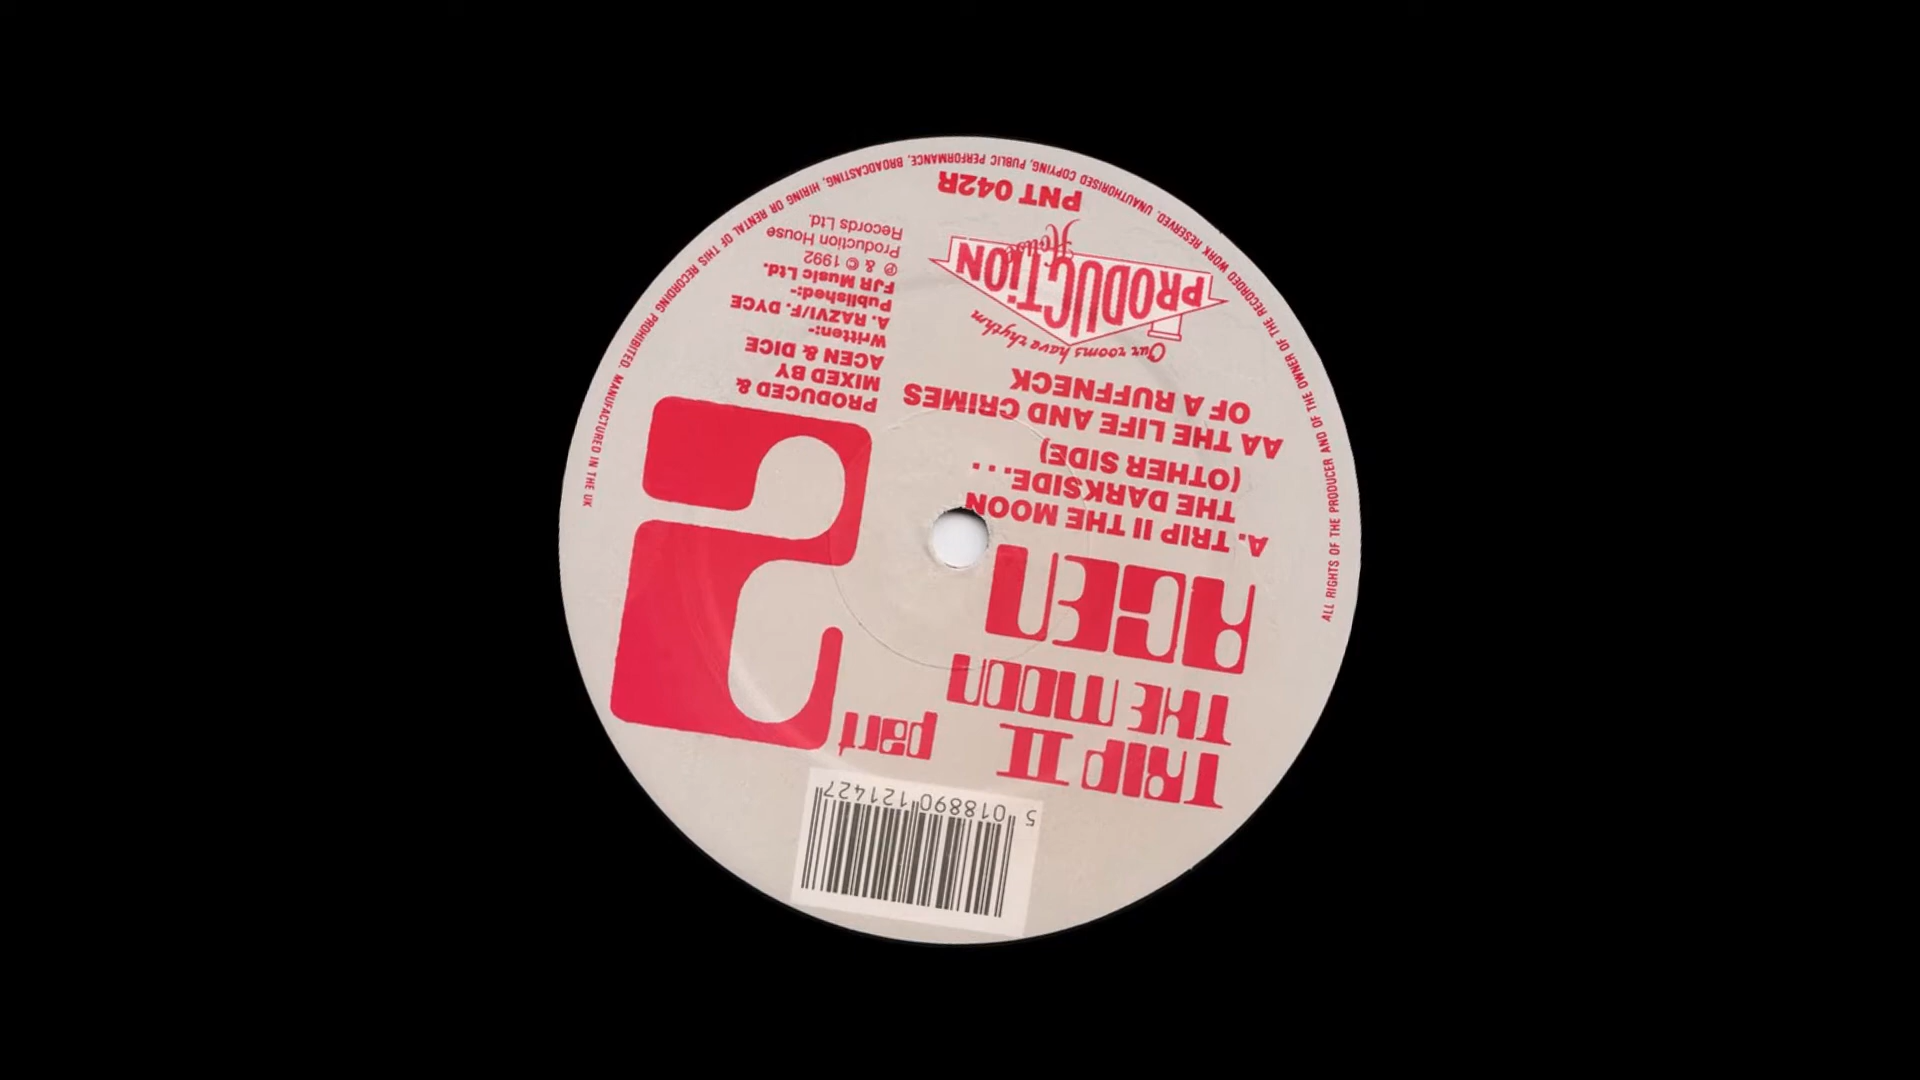 5 018890 121427
TRIP II
THE MOON
part
2
ACEN
A. TRIP II THE MOON
THE DARKSIDE...
(OTHER SIDE)
AA THE LIFE AND CRIMES
OF A RUFFNECK
PRODUCED &
MIXED BY
ACEN & DICE
Written:-
A. RAZVI/F. DYCE
Published:-
FJR Music Ltd.
℗ & © 1992
Production House
Records Ltd.
Our rooms have rhythm
PRODUCTION
House
PNT 042R
ALL RIGHTS OF THE PRODUCER AND OF THE OWNER OF THE RECORDED WORK RESERVED. UNAUTHORISED COPYING, PUBLIC PERFORMANCE, BROADCASTING, HIRING OR RENTAL OF THIS RECORDING PROHIBITED. MANUFACTURED IN THE UK